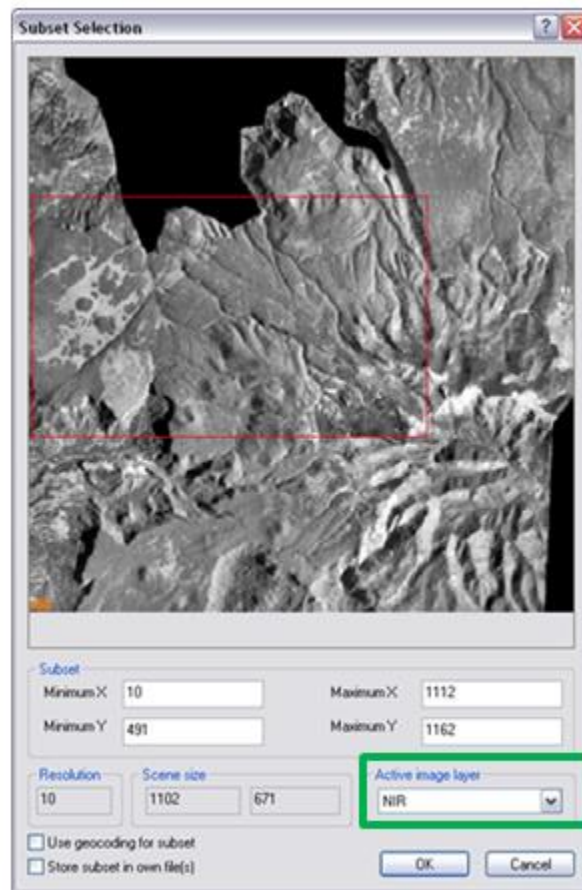 Subset Selection
Subset
Minimum X 10 Maximum X 1112
Minimum Y 491 Maximum Y 1162
Resolution Scene size Active image layer
10 1102 671 NIR
Use geocoding for subset
Store subset in own file(s)
OK Cancel